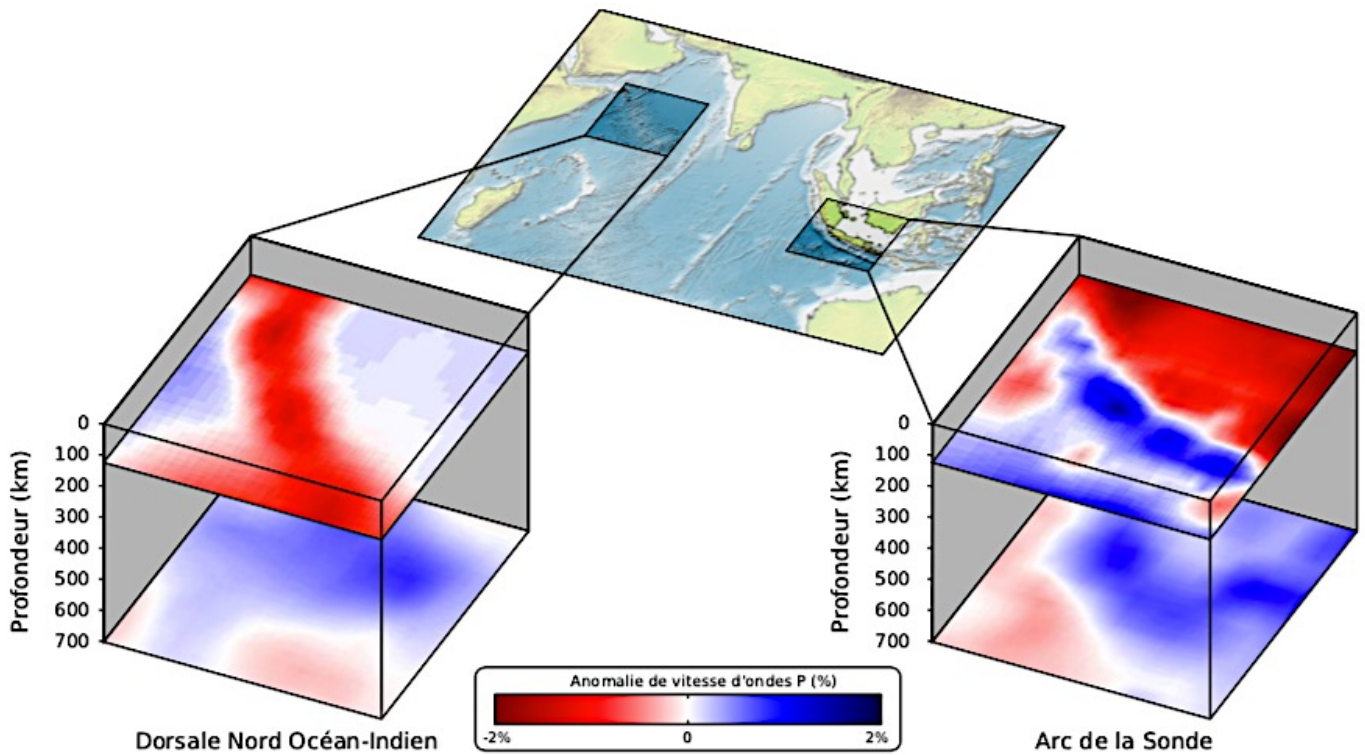 0
100
200
300
400
500
600
700
Profondeur (km)
Dorsale Nord Océan-Indien
Anomalie de vitesse d'ondes P (%)
-2% 0 2%
0
100
200
300
400
500
600
700
Profondeur (km)
Arc de la Sonde